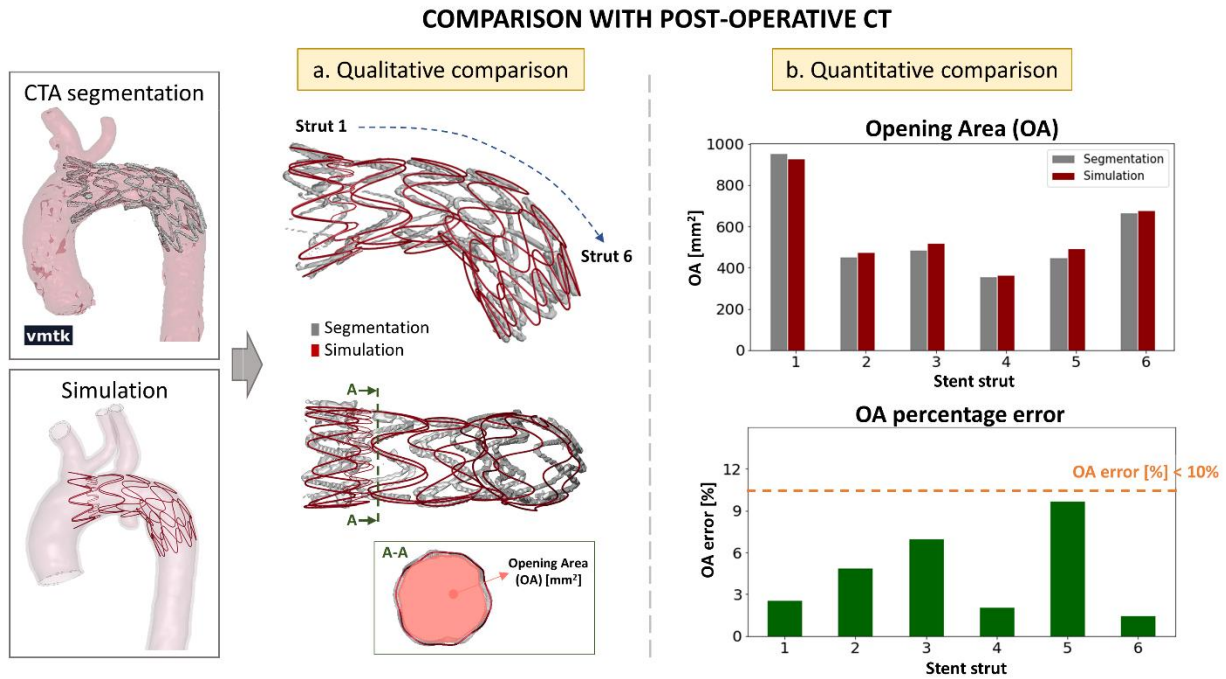 COMPARISON WITH POST-OPERATIVE CT
CTA segmentation
vmtk
Simulation
a. Qualitative comparison
Strut 1
Strut 6
Segmentation
Simulation
A
A
A-A
Opening Area
(OA) [mm²]
b. Quantitative comparison
Opening Area (OA)
Segmentation
Simulation
OA [mm²]
1000
800
600
400
200
0
1 2 3 4 5 6
Stent strut
OA percentage error
OA error [%] < 10%
OA error [%]
12
9
6
3
0
1 2 3 4 5 6
Stent strut